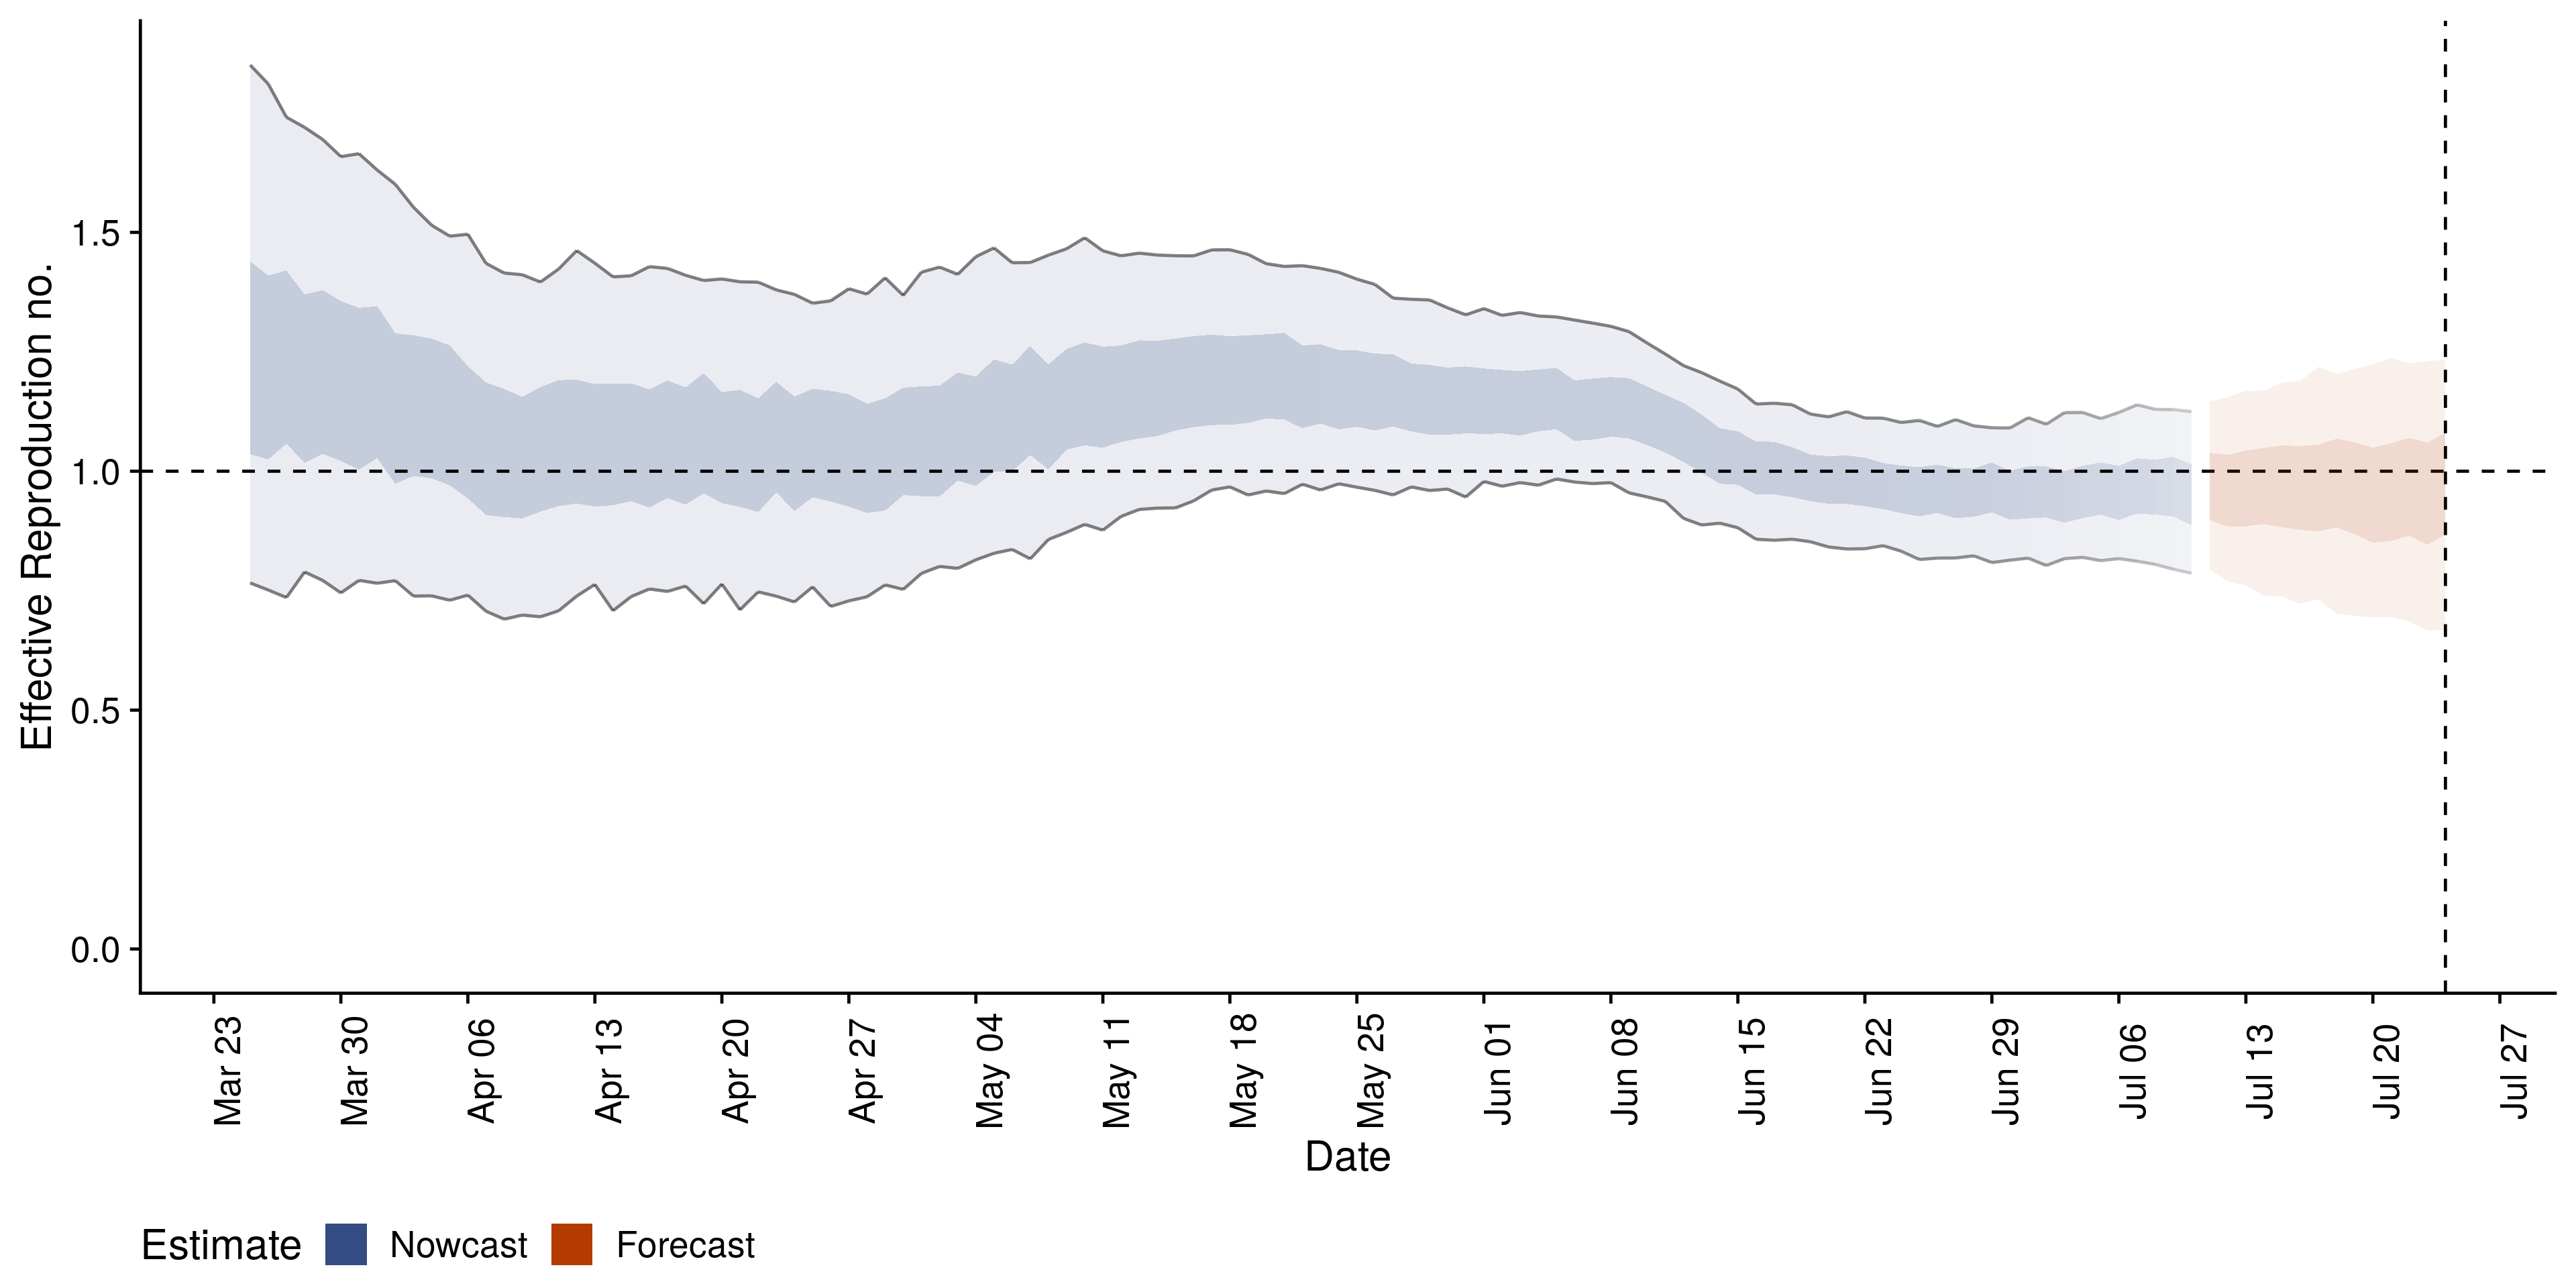 Effective Reproduction no.
1.5
1.0
0.5
0.0
Mar 23
Mar 30
Apr 06
Apr 13
Apr 20
Apr 27
May 04
May 11
May 18
May 25
Jun 01
Jun 08
Jun 15
Jun 22
Jun 29
Jul 06
Jul 13
Jul 20
Jul 27
Date
Estimate Nowcast Forecast